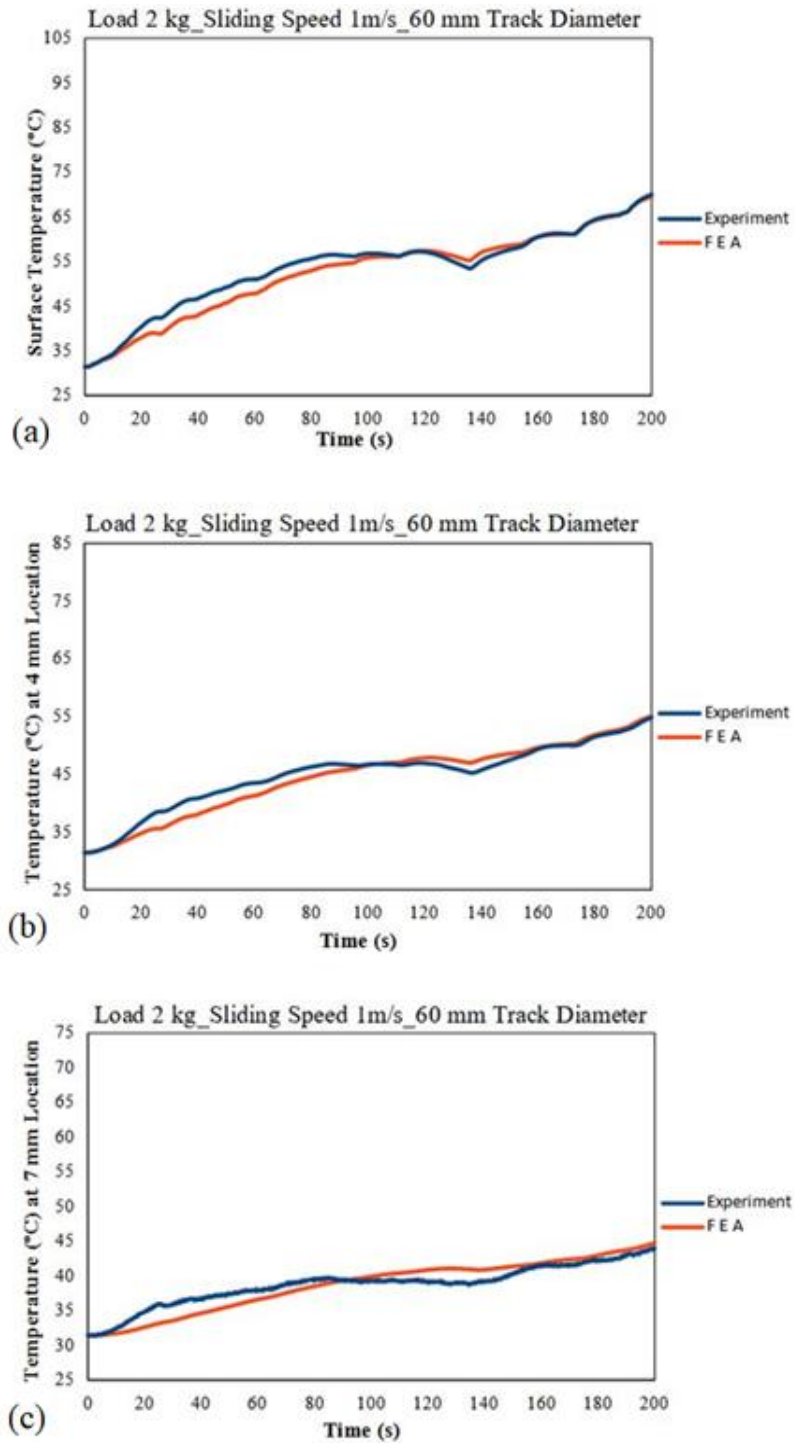 Load 2 kg_Sliding Speed 1m/s_60 mm Track Diameter
Surface Temperature (°C)
105
95
85
75
65
55
45
35
25
0 20 40 60 80 100 120 140 160 180 200
Time (s)
Experiment
F E A
(a)
Load 2 kg_Sliding Speed 1m/s_60 mm Track Diameter
Temperature (°C) at 4 mm Location
85
75
65
55
45
35
25
0 20 40 60 80 100 120 140 160 180 200
Time (s)
Experiment
F E A
(b)
Load 2 kg_Sliding Speed 1m/s_60 mm Track Diameter
Temperature (°C) at 7 mm Location
75
70
65
60
55
50
45
40
35
30
25
0 20 40 60 80 100 120 140 160 180 200
Time (s)
Experiment
F E A
(c)